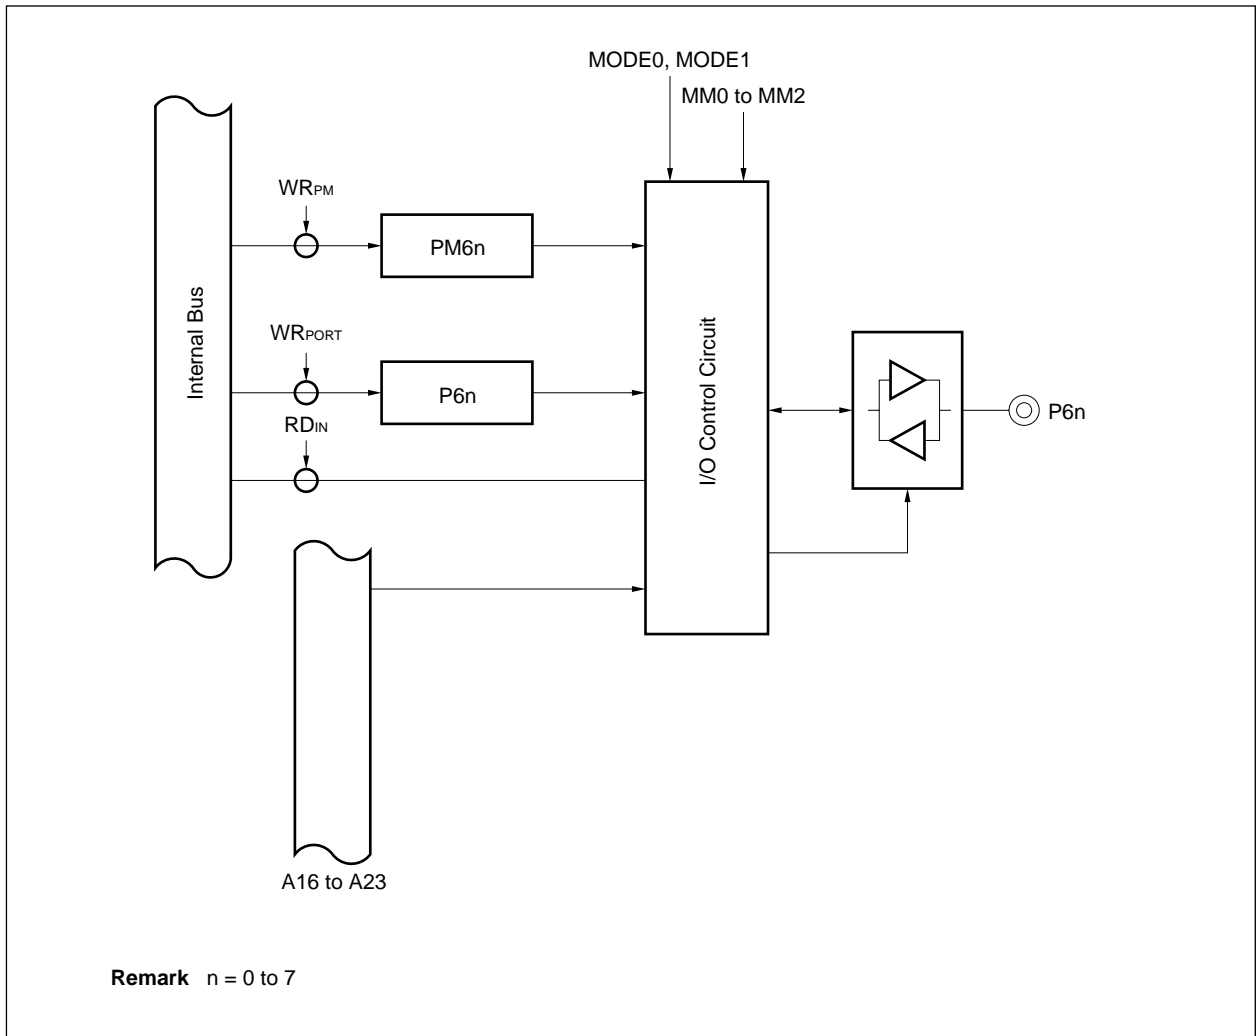 MODE0, MODE1
MM0 to MM2
WRPM
PM6n
Internal Bus
WRPORT
P6n
RDIN
I/O Control Circuit
P6n
A16 to A23
Remark n = 0 to 7